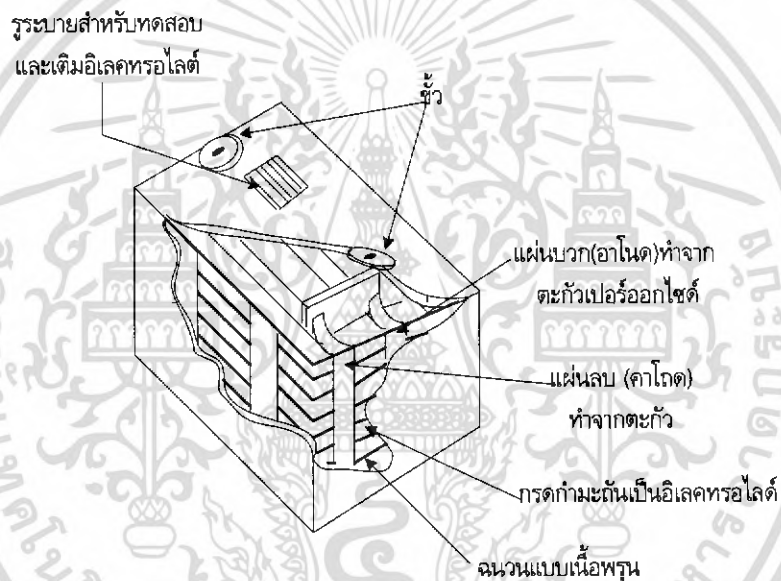 รูระบายสำหรับทดสอบ
และเติมอิเลคทรอไลต์
ขั้ว
แผ่นบวก(อาโนด)ทำจาก
ตะกัวเปอร์ออกไซด์
แผ่นลบ (คาโถด)
ทำจากตะกัว
กรดกำมะถันเป็นอิเลคทรอไลด์
ฉนวนแบบเนื้อพรุน